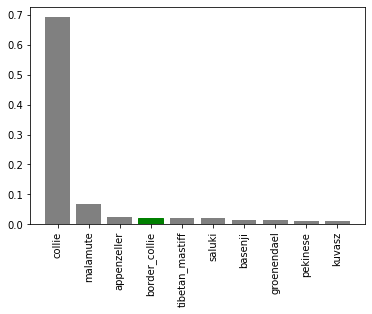 0.7
0.6
0.5
0.4
0.3
0.2
0.1
0.0
collie
malamute
appenzeller
border_collie
tibetan_mastiff
saluki
basenji
groenendael
pekinese
kuvasz